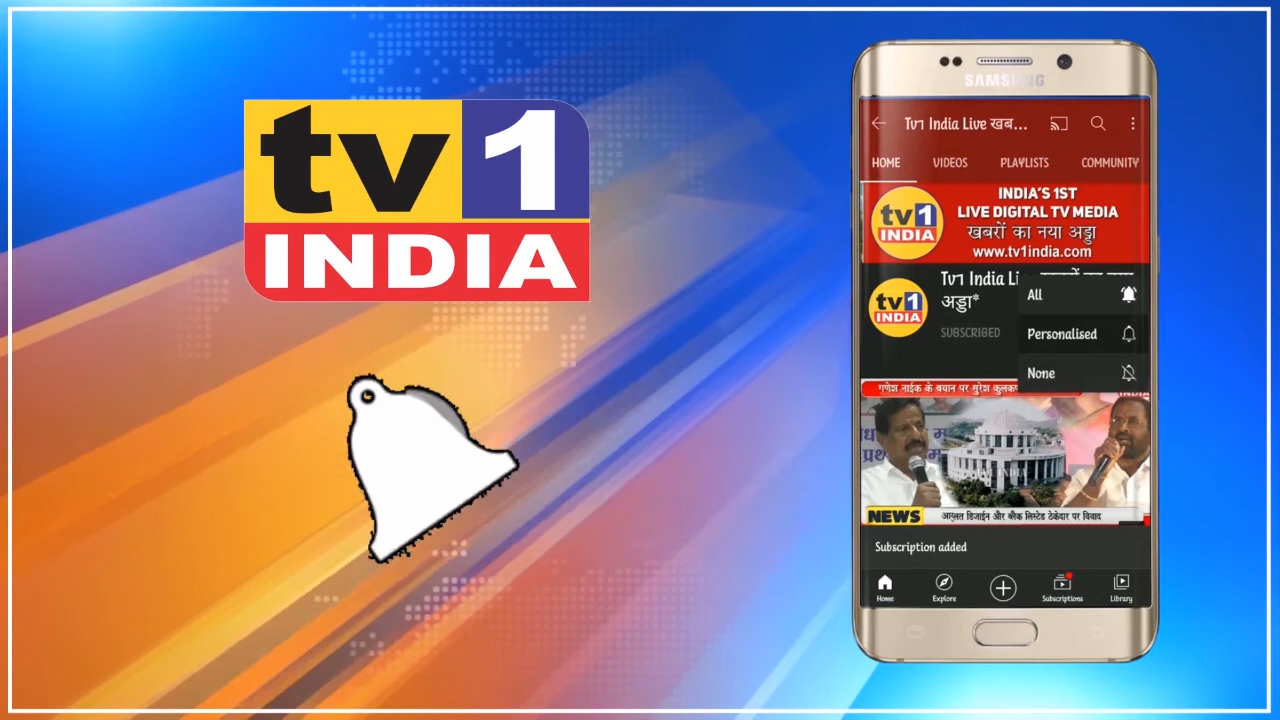 tv1
INDIA
SAMSUNG
Tv1 India Live खब...
HOME VIDEOS PLAYLISTS COMMUNITY
tv1
INDIA
INDIA'S 1ST
LIVE DIGITAL TV MEDIA
खबरों का नया अड्डा
www.tv1india.com
tv1
INDIA
Tv1 India Li
अड्डा*
SUBSCRIBED
All
Personalised
None
गणेश नाईक के बयान पर सुरेश कुलक
NEWS
डिजाईन और ब्लैक लिस्टेड ठेकेदार पर विवाद
Subscription added
Home
Explore
Subscriptions
Library